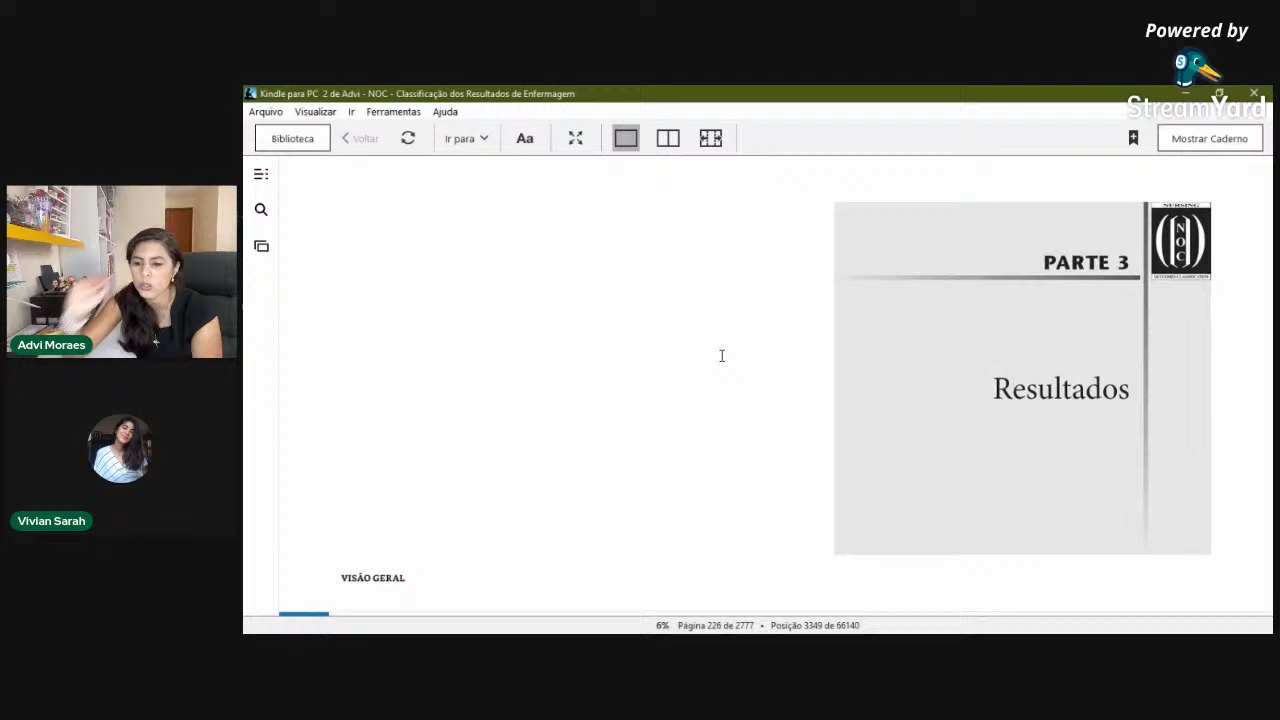 Powered by
StreamYard
Kindle para PC 2 de Advi - NOC - Classificação dos Resultados de Enfermagem
Arquivo Visualizar Ir Ferramentas Ajuda
Biblioteca voltar Ir para Aa Mostrar Caderno
NURSING
NOC
PARTE 3
Resultados
VISÃO GERAL
6% Página 226 de 2777 • Posição 3349 de 66140
Advi Moraes
Vivian Sarah